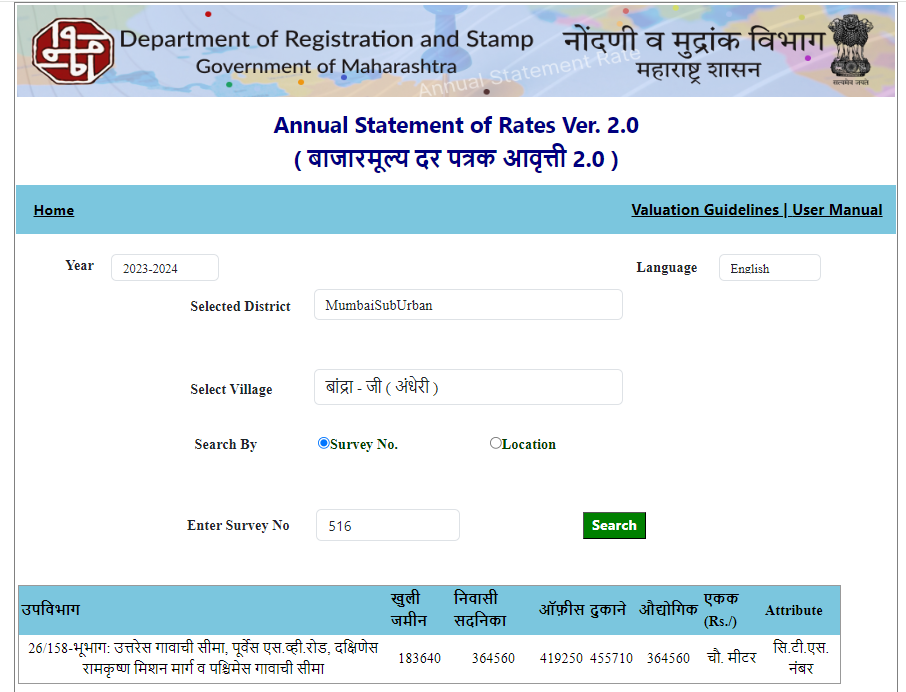 Department of Registration and Stamp
Government of Maharashtra
Annual Statement Rate
नोंदणी व मुद्रांक विभाग
महाराष्ट्र शासन
सत्यमेव जयते
Annual Statement of Rates Ver. 2.0
( बाजारमूल्य दर पत्रक आवृत्ती 2.0 )
Home Valuation Guidelines | User Manual
Year 2023-2024 Language English
Selected District MumbaiSubUrban
Select Village बांद्रा - जी ( अंधेरी )
Search By Survey No. Location
Enter Survey No 516 Search
उपविभाग खुली जमीन निवासी सदनिका ऑफ़ीस दुकाने औद्योगिक एकक (Rs./) Attribute
26/158-भूभाग: उत्तरेस गावाची सीमा, पूर्वेस एस.व्ही.रोड, दक्षिणेस
रामकृष्ण मिशन मार्ग व पश्चिमेस गावाची सीमा
183640 364560 419250 455710 364560 चौ. मीटर सि.टी.एस. नंबर